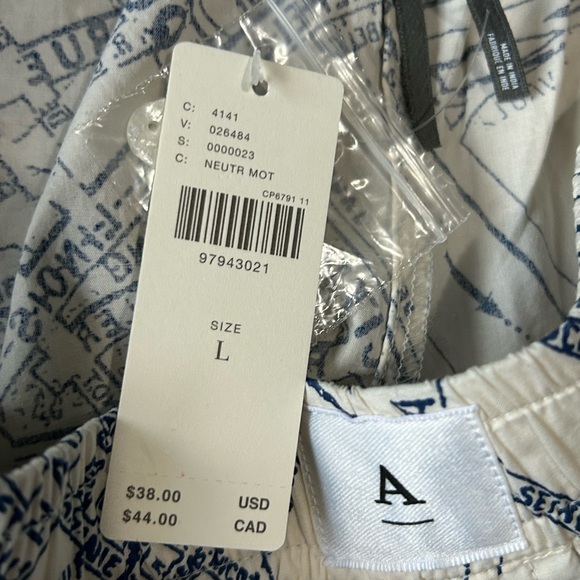 C: 4141
V: 026484
S: 0000023
C: NEUTR MOT
CP6791 11
97943021
SIZE
L
$38.00 USD
$44.00 CAD
A
MADE IN INDIA
FABRIQUE EN INDE